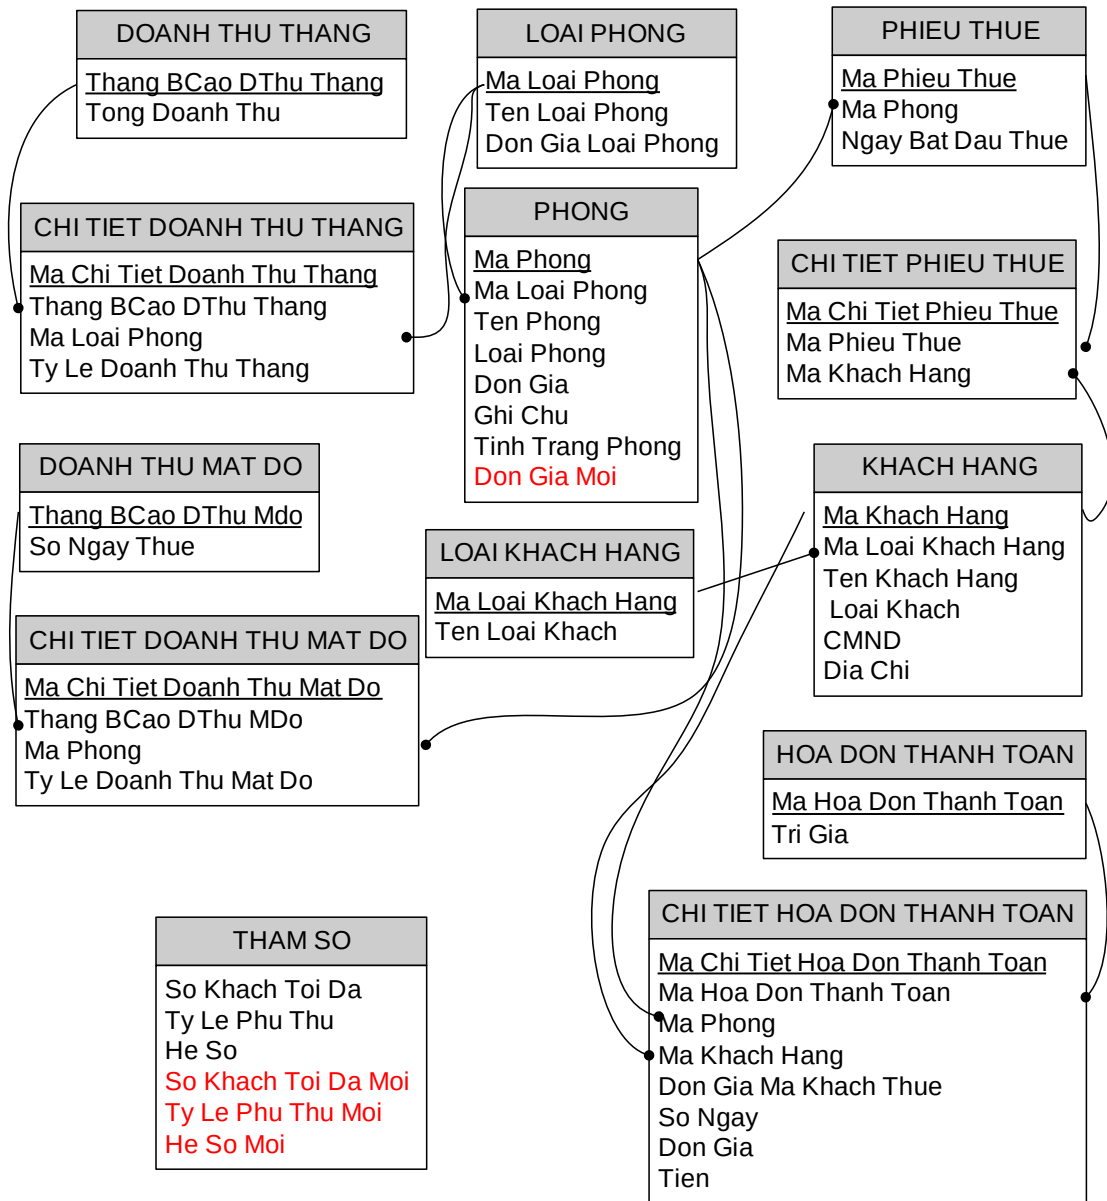 DOANH THU THANG
Thang BCao DThu Thang
Tong Doanh Thu
LOAI PHONG
Ma Loai Phong
Ten Loai Phong
Don Gia Loai Phong
PHIEU THUE
Ma Phieu Thue
Ma Phong
Ngay Bat Dau Thue
CHI TIET DOANH THU THANG
Ma Chi Tiet Doanh Thu Thang
Thang BCao DThu Thang
Ma Loai Phong
Ty Le Doanh Thu Thang
PHONG
Ma Phong
Ma Loai Phong
Ten Phong
Loai Phong
Don Gia
Ghi Chu
Tinh Trang Phong
Don Gia Moi
CHI TIET PHIEU THUE
Ma Chi Tiet Phieu Thue
Ma Phieu Thue
Ma Khach Hang
DOANH THU MAT DO
Thang BCao DThu Mdo
So Ngay Thue
LOAI KHACH HANG
Ma Loai Khach Hang
Ten Loai Khach
KHACH HANG
Ma Khach Hang
Ma Loai Khach Hang
Ten Khach Hang
Loai Khach
CMND
Dia Chi
CHI TIET DOANH THU MAT DO
Ma Chi Tiet Doanh Thu Mat Do
Thang BCao DThu MDo
Ma Phong
Ty Le Doanh Thu Mat Do
HOA DON THANH TOAN
Ma Hoa Don Thanh Toan
Tri Gia
THAM SO
So Khach Toi Da
Ty Le Phu Thu
He So
So Khach Toi Da Moi
Ty Le Phu Thu Moi
He So Moi
CHI TIET HOA DON THANH TOAN
Ma Chi Tiet Hoa Don Thanh Toan
Ma Hoa Don Thanh Toan
Ma Phong
Ma Khach Hang
Don Gia Ma Khach Thue
So Ngay
Don Gia
Tien